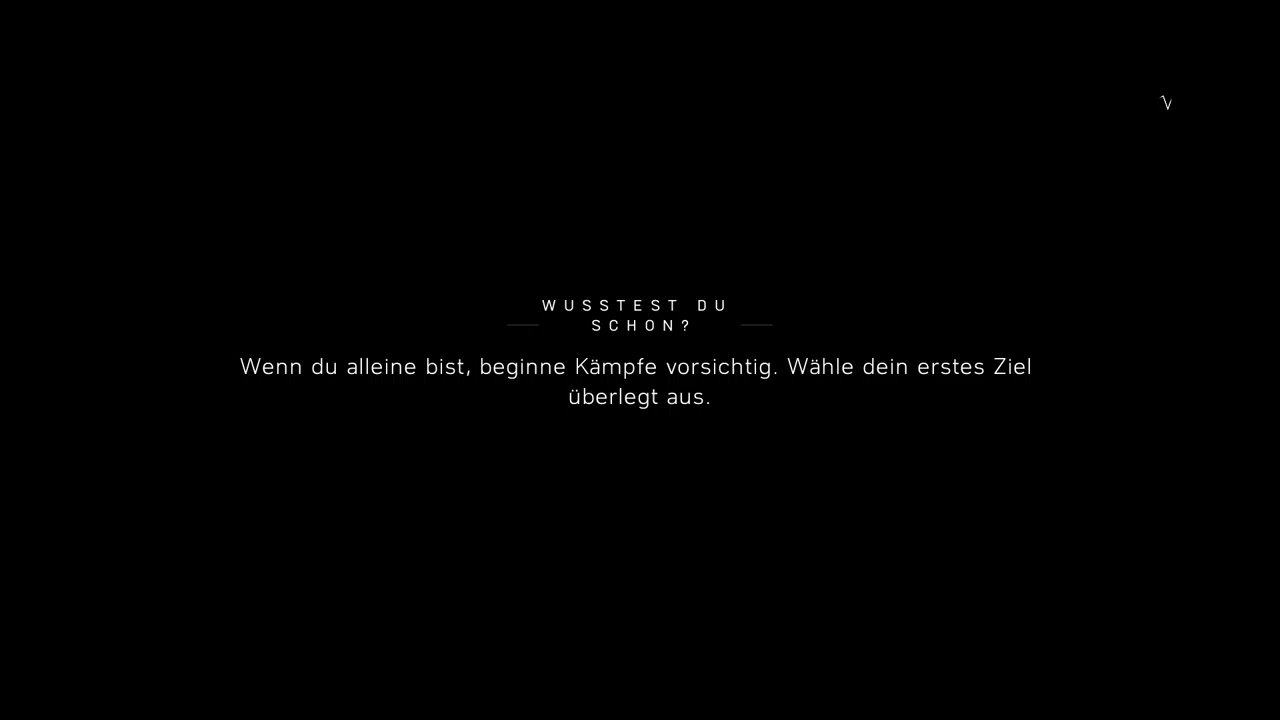 WUSSTEST DU
SCHON?
Wenn du alleine bist, beginne Kämpfe vorsichtig. Wähle dein erstes Ziel
überlegt aus.